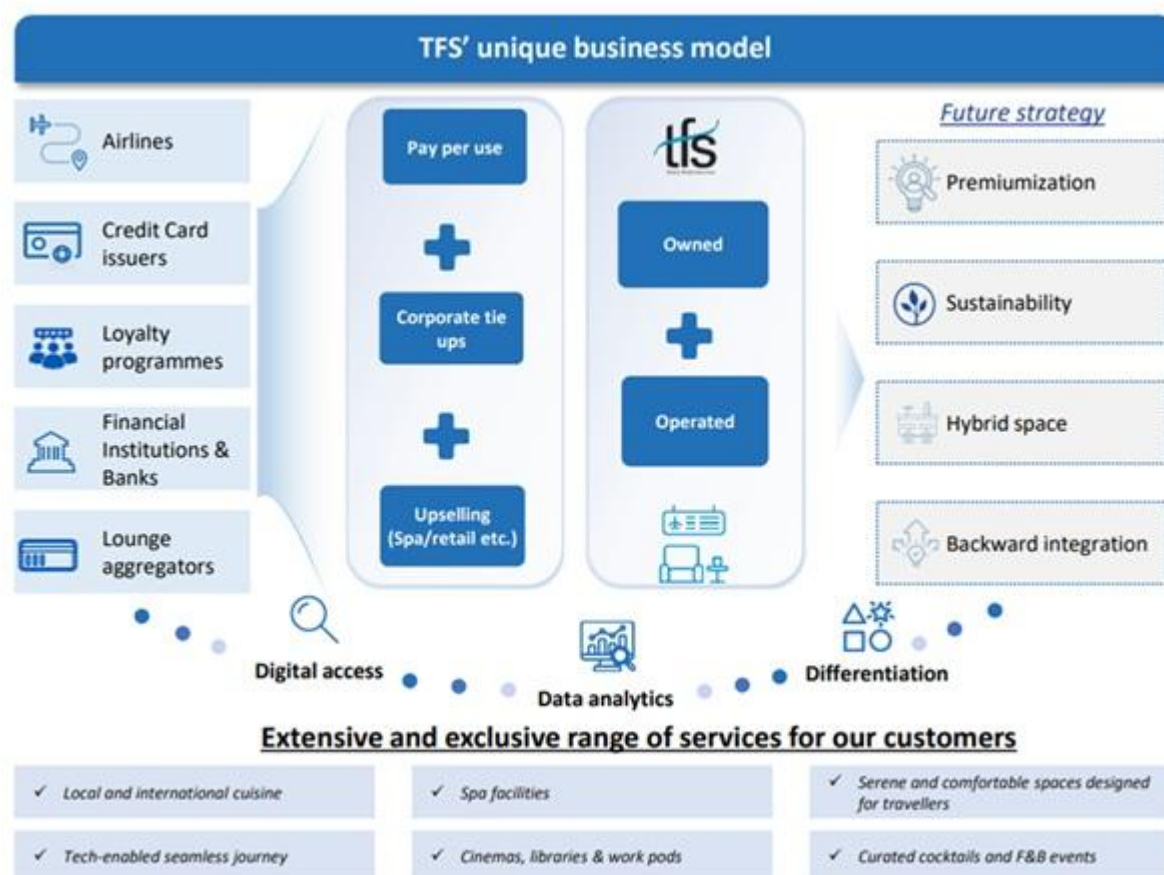 TFS' unique business model
Airlines
Credit Card
issuers
Loyalty
programmes
Financial
Institutions &
Banks
Lounge
aggregators
Pay per use
Corporate tie
ups
Upselling
(Spa/retail etc.)
tfs
Owned
Operated
Future strategy
Premiumization
Sustainability
Hybrid space
Backward integration
Digital access
Data analytics
Differentiation
Extensive and exclusive range of services for our customers
✓ Local and international cuisine
✓ Spa facilities
✓ Serene and comfortable spaces designed
for travellers
✓ Tech-enabled seamless journey
✓ Cinemas, libraries & work pods
✓ Curated cocktails and F&B events